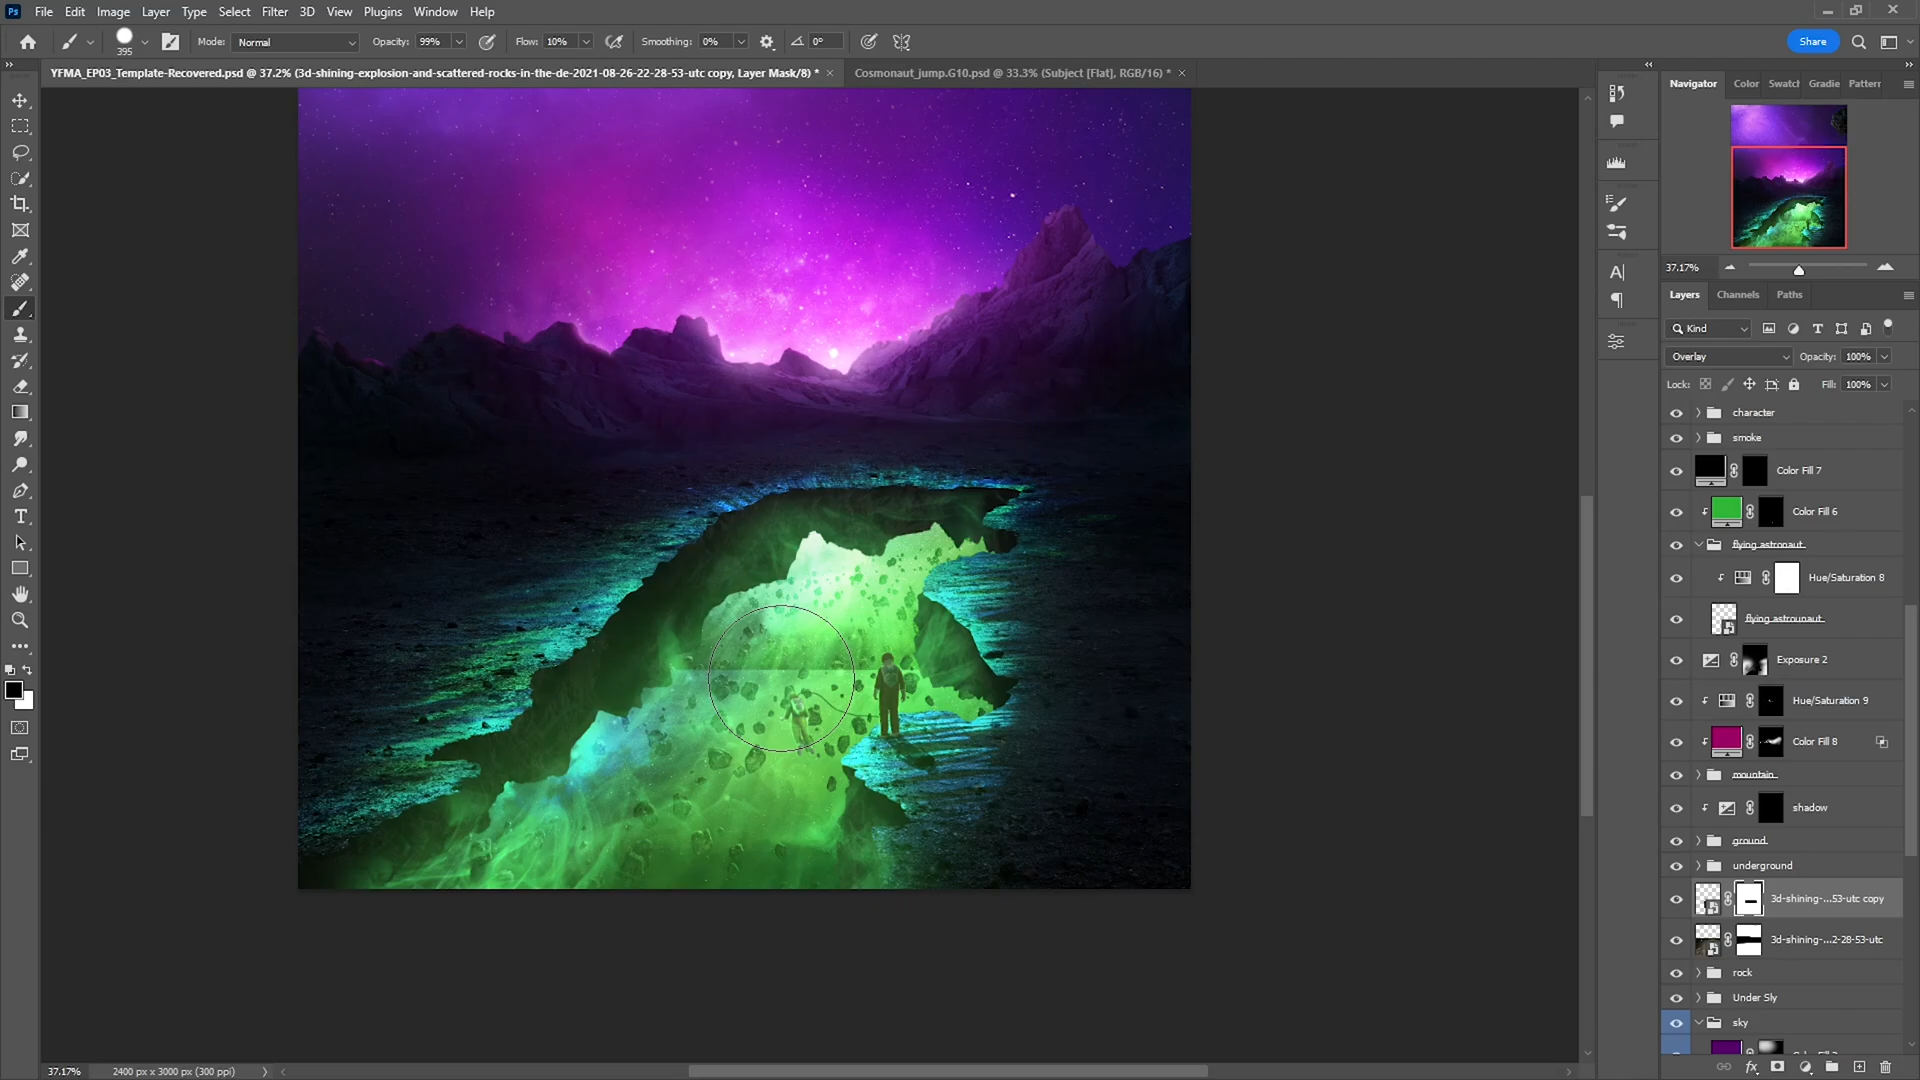 Ps File Edit Image Layer Type Select Filter 3D View Plugins Window Help
395 Mode: Normal Opacity: 99% Flow: 10% Smoothing: 0% 0° Share
YFMA_EP03_Template-Recovered.psd @ 37.2% (3d-shining-explosion-and-scattered-rocks-in-the-de-2021-08-26-22-28-53-utc copy, Layer Mask/8) * × Cosmonaut_jump.G10.psd @ 33.3% (Subject [Flat], RGB/16) * ×
Navigator Color Swatch Gradie Pattern
37.17%
Layers Channels Paths
Kind
Overlay Opacity: 100%
Lock: Fill: 100%
character
smoke
Color Fill 7
Color Fill 6
flying astronaut
Hue/Saturation 8
flying astrounaut
Exposure 2
Hue/Saturation 9
Color Fill 8
mountain
shadow
ground
underground
3d-shining-...53-utc copy
3d-shining-...2-28-53-utc
rock
Under Sly
sky
37.17% 2400 px x 3000 px (300 ppi)